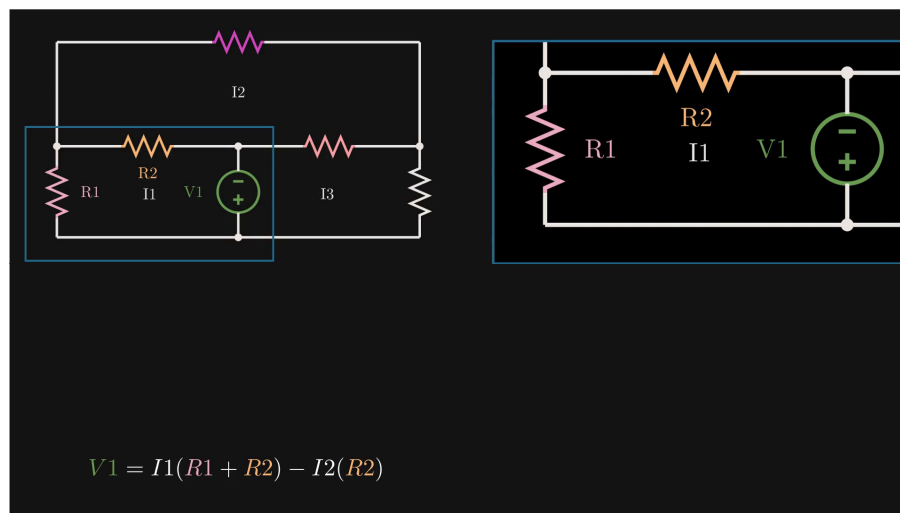 I2
R2
R1 I1 V1 I3
R2
R1 I1 V1
V1 = I1(R1 + R2) − I2(R2)